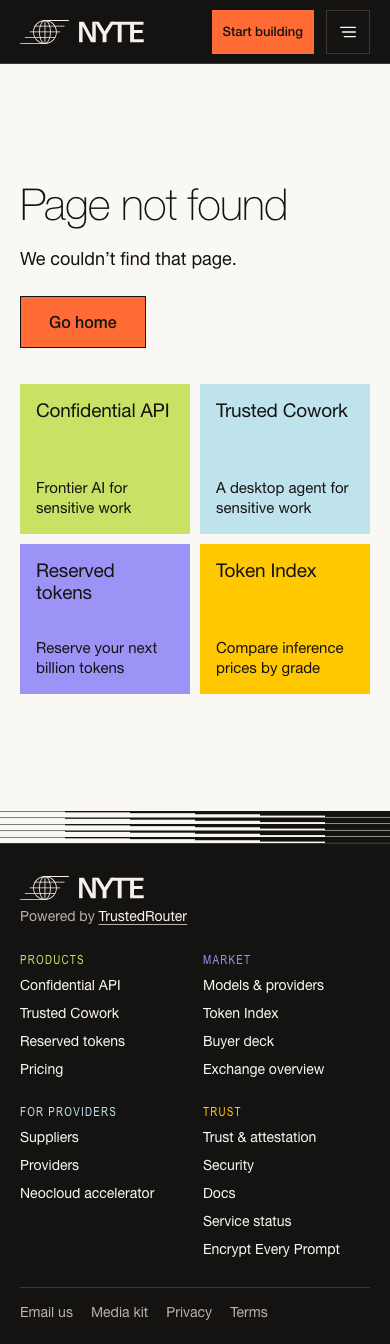 NYTE
Start building
Page not found
We couldn’t find that page.
Go home
Confidential API
Frontier AI for
sensitive work
Trusted Cowork
A desktop agent for
sensitive work
Reserved
tokens
Reserve your next
billion tokens
Token Index
Compare inference
prices by grade
NYTE
Powered by TrustedRouter
PRODUCTS
Confidential API
Trusted Cowork
Reserved tokens
Pricing
MARKET
Models & providers
Token Index
Buyer deck
Exchange overview
FOR PROVIDERS
Suppliers
Providers
Neocloud accelerator
TRUST
Trust & attestation
Security
Docs
Service status
Encrypt Every Prompt
Email us
Media kit
Privacy
Terms